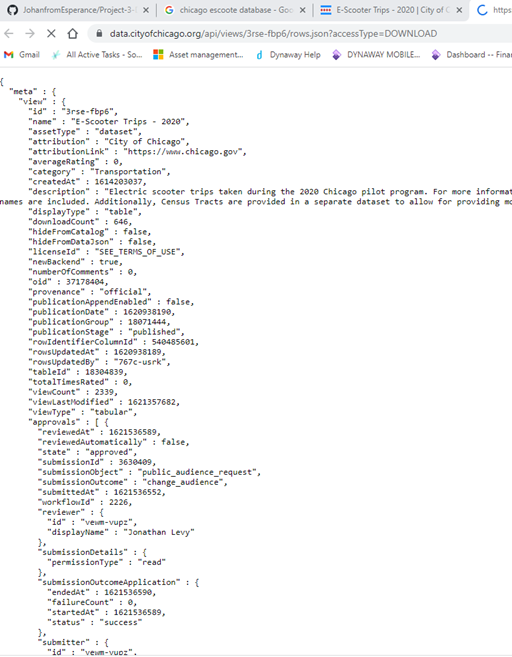 JohanfromEsperance/Project-3-
chicago escoote database - Goo
E-Scooter Trips - 2020 | City of C
https
data.cityofchicago.org/api/views/3rse-fbp6/rows.json?accessType=DOWNLOAD
Gmail
All Active Tasks - So...
Asset management...
Dynaway Help
DYNAWAY MOBILE...
Dashboard -- Finan
{
"meta" : {
"view" : {
"id" : "3rse-fbp6",
"name" : "E-Scooter Trips - 2020",
"assetType" : "dataset",
"attribution" : "City of Chicago",
"attributionLink" : "https://www.chicago.gov",
"averageRating" : 0,
"category" : "Transportation",
"createdAt" : 1614203037,
"description" : "Electric scooter trips taken during the 2020 Chicago pilot program. For more informat
names are included. Additionally, Census Tracts are provided in a separate dataset to allow for providing mo
"displayType" : "table",
"downloadCount" : 646,
"hideFromCatalog" : false,
"hideFromDataJson" : false,
"licenseId" : "SEE_TERMS_OF_USE",
"newBackend" : true,
"numberOfComments" : 0,
"oid" : 37178404,
"provenance" : "official",
"publicationAppendEnabled" : false,
"publicationDate" : 1620938190,
"publicationGroup" : 18071444,
"publicationStage" : "published",
"rowIdentifierColumnId" : 540485601,
"rowsUpdatedAt" : 1620938189,
"rowsUpdatedBy" : "767c-usrk",
"tableId" : 18304839,
"totalTimesRated" : 0,
"viewCount" : 2339,
"viewLastModified" : 1621357682,
"viewType" : "tabular",
"approvals" : [ {
"reviewedAt" : 1621536589,
"reviewedAutomatically" : false,
"state" : "approved",
"submissionId" : 3630409,
"submissionObject" : "public_audience_request",
"submissionOutcome" : "change_audience",
"submittedAt" : 1621536552,
"workflowId" : 2226,
"reviewer" : {
"id" : "vewm-vupz",
"displayName" : "Jonathan Levy"
},
"submissionDetails" : {
"permissionType" : "read"
},
"submissionOutcomeApplication" : {
"endedAt" : 1621536590,
"failureCount" : 0,
"startedAt" : 1621536589,
"status" : "success"
},
"submitter" : {
"id" : "vewm-vupz",